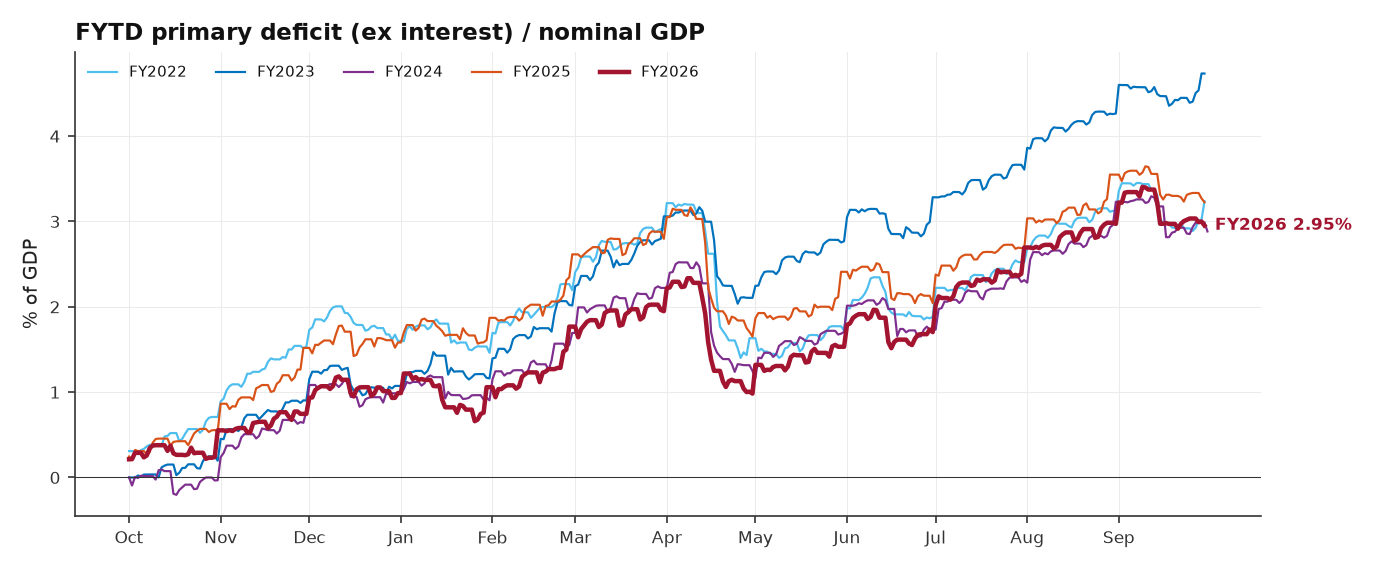 FYTD primary deficit (ex interest) / nominal GDP
FY2022 FY2023 FY2024 FY2025 FY2026
% of GDP
4
3
2
1
0
FY2026 2.95%
Oct Nov Dec Jan Feb Mar Apr May Jun Jul Aug Sep